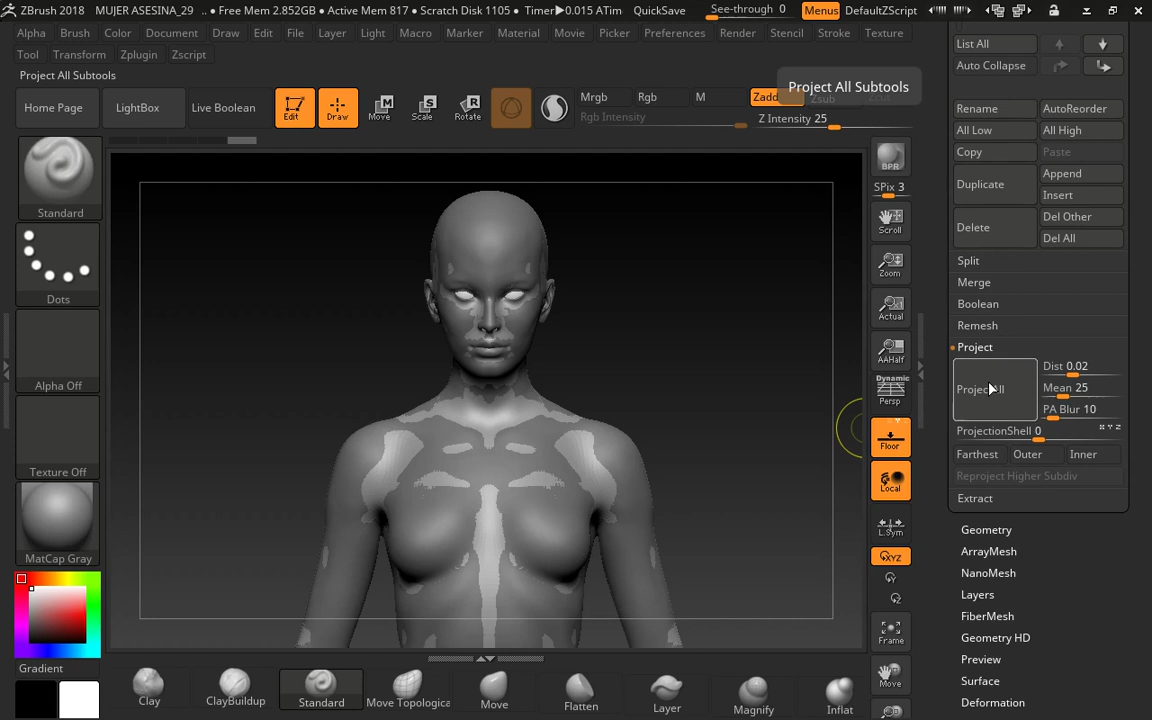 ZBrush 2018 MUJER ASESINA_29 .. ● Free Mem 2.852GB ● Active Mem 817 ● Scratch Disk 1105 ● Timer▶0.015 ATim QuickSave See-through 0 Menus DefaultZScript
Alpha Brush Color Document Draw Edit File Layer Light Macro Marker Material Movie Picker Preferences Render Stencil Stroke Texture
Tool Transform Zplugin Zscript
Project All Subtools
Project All Subtools
Home Page LightBox Live Boolean Edit Draw Move Scale Rotate Mrgb Rgb M Zadd Zsub Zcut
Rgb Intensity Z Intensity 25
Standard
Dots
Alpha Off
Texture Off
MatCap Gray
Gradient
BPR
SPix 3
Scroll
Zoom
Actual
AAHalf
Dynamic
Persp
Floor
Local
L.Sym
XYZ
Frame
Move
List All
Auto Collapse
Rename AutoReorder
All Low All High
Copy Paste
Duplicate Append
Insert
Delete Del Other
Del All
Split
Merge
Boolean
Remesh
Project
ProjectAll Dist 0.02
Mean 25
PA Blur 10
ProjectionShell 0
Farthest Outer Inner
Reproject Higher Subdiv
Extract
Geometry
ArrayMesh
NanoMesh
Layers
FiberMesh
Geometry HD
Preview
Surface
Deformation
Clay ClayBuildup Standard Move Topologica Move Flatten Layer Magnify Inflat